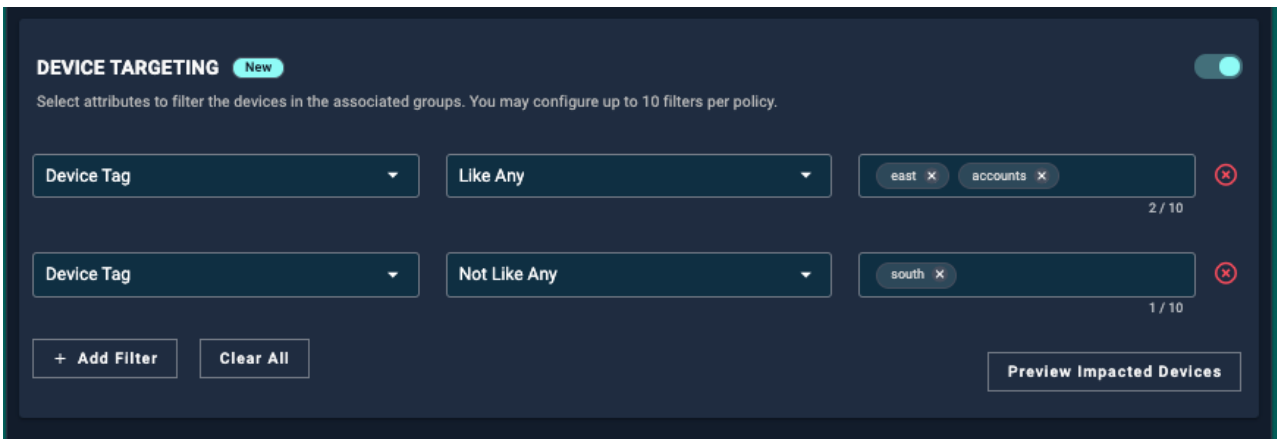 DEVICE TARGETING New
Select attributes to filter the devices in the associated groups. You may configure up to 10 filters per policy.
Device Tag Like Any east × accounts ×
2 / 10
Device Tag Not Like Any south ×
1 / 10
+ Add Filter Clear All
Preview Impacted Devices